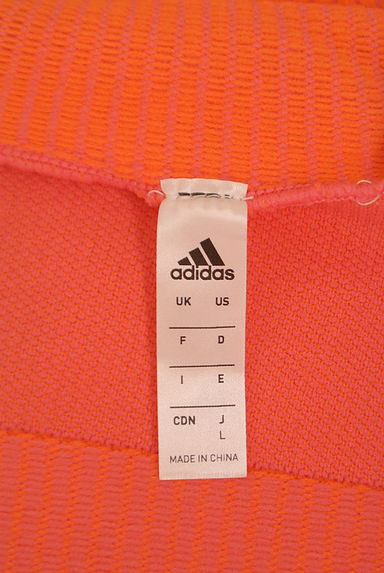 adidas
UK US
F D
I E
CDN J
L
MADE IN CHINA